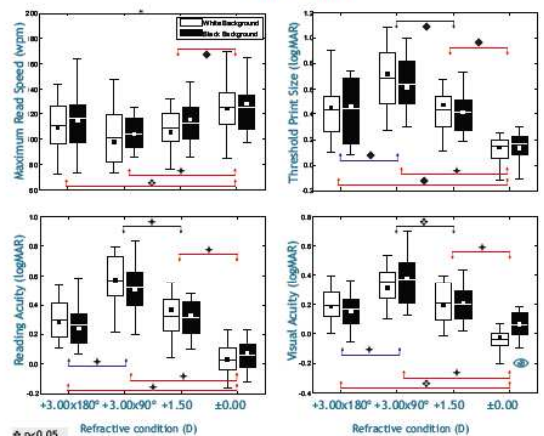 White Background
Black Background
Maximum Read Speed (wpm)
200
180
160
140
120
100
80
60
Threshold Print Size (logMAR)
1.2
1.0
0.8
0.6
0.4
0.2
0.0
Reading Acuity (logMAR)
1.0
0.8
0.6
0.4
0.2
0.0
-0.2
+3.00x180° +3.00x90° +1.50 ±0.00
Refractive condition (D)
Visual Acuity (logMAR)
0.8
0.6
0.4
0.2
0.0
-0.2
-0.4
+3.00x180° +3.00x90° +1.50 ±0.00
Refractive condition (D)
p<0.05